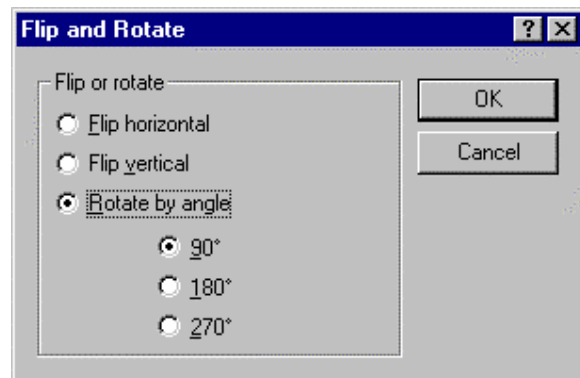 Flip and Rotate
Flip or rotate
Flip horizontal
Flip vertical
Rotate by angle
90°
180°
270°
OK
Cancel